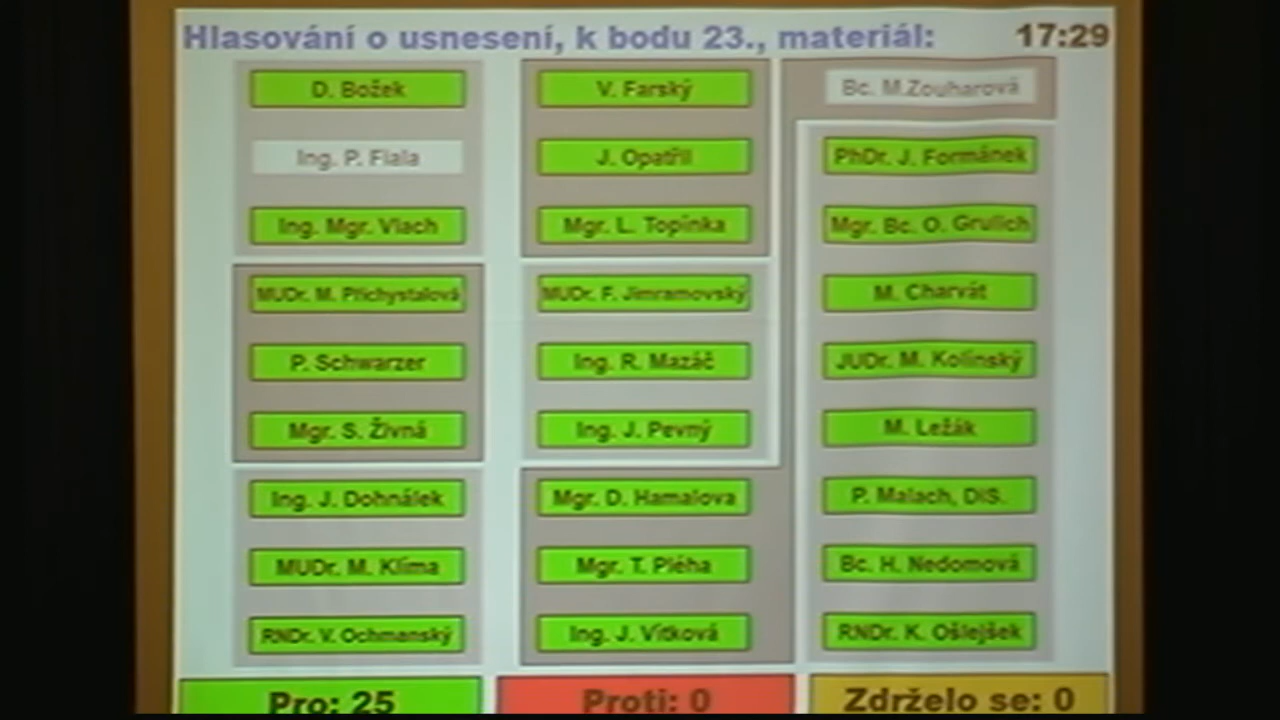 Hlasování o usnesení, k bodu 23., materiál: 17:29
D. Božek
Ing. P. Fiala
Ing. Mgr. Vlach
MUDr. M. Přichystalová
P. Schwarzer
Mgr. S. Živná
Ing. J. Dohnálek
MUDr. M. Klíma
RNDr. V. Ochmanský
V. Farský
J. Opatřil
Mgr. L. Topinka
MUDr. F. Jimramovský
Ing. R. Mazáč
Ing. J. Pevný
Mgr. D. Hamalova
Mgr. T. Pléha
Ing. J. Vítková
Bc. M.Zouharová
PhDr. J. Formánek
Mgr. Bc. O. Grulich
M. Charvát
JUDr. M. Kolínský
M. Ležák
P. Malach, DiS.
Bc. H. Nedomová
RNDr. K. Ošlejšek
Pro: 25
Proti: 0
Zdrželo se: 0